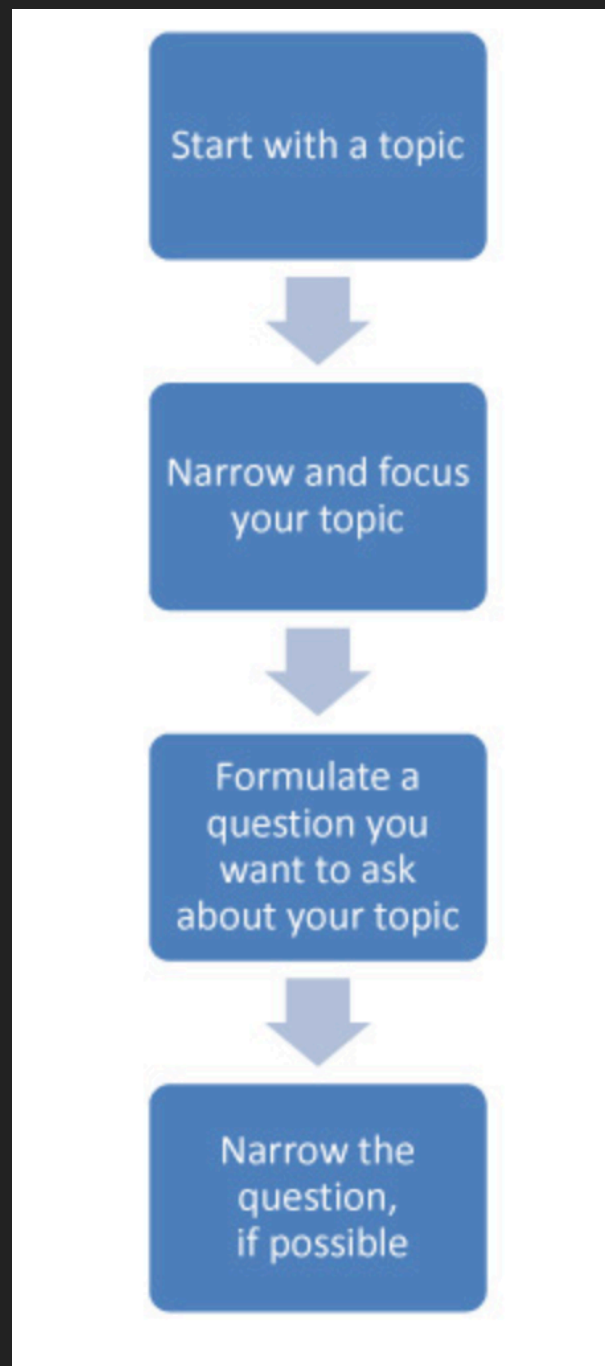 Start with a topic
Narrow and focus
your topic
Formulate a
question you
want to ask
about your topic
Narrow the
question,
if possible